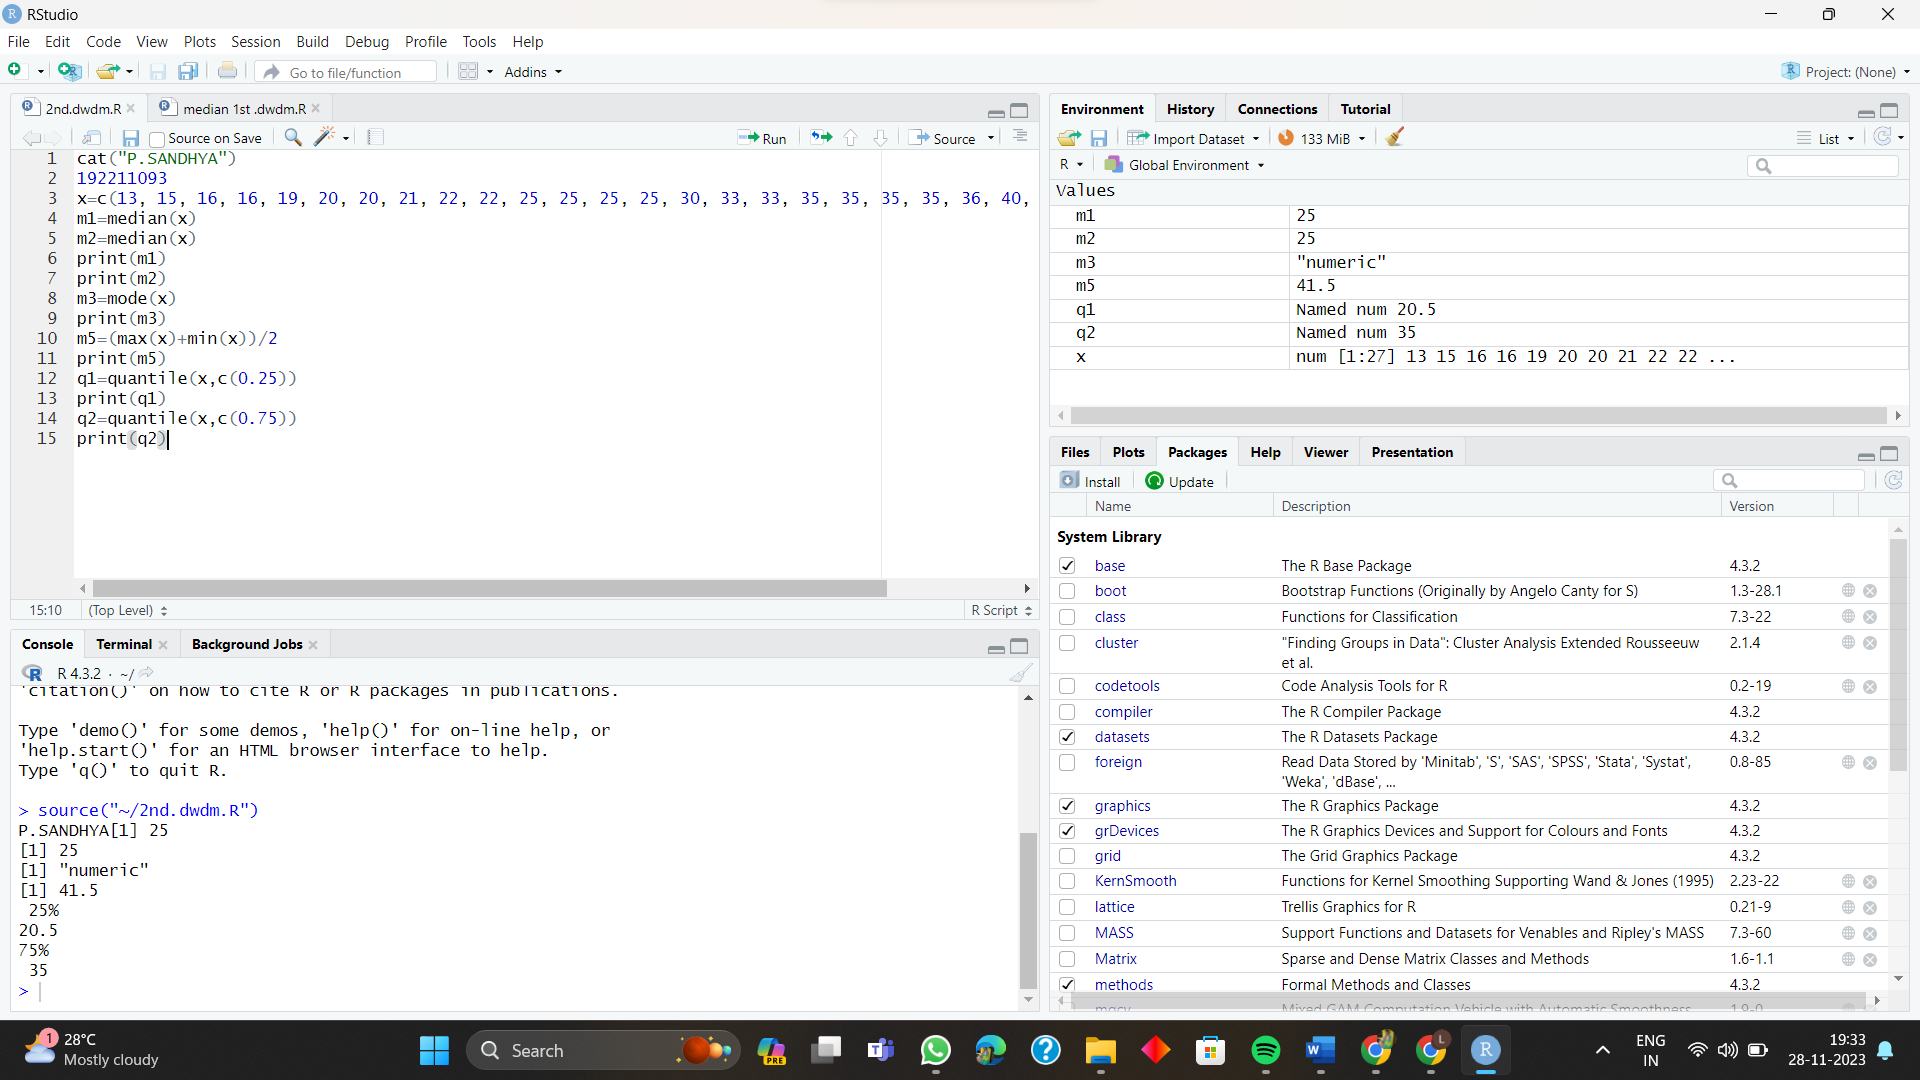 RStudio
File Edit Code View Plots Session Build Debug Profile Tools Help
Go to file/function Addins Project: (None)
2nd.dwdm.R median 1st .dwdm.R
Source on Save Run Source
1 cat("P.SANDHYA")
2 192211093
3 x=c(13, 15, 16, 16, 19, 20, 20, 21, 22, 22, 25, 25, 25, 25, 30, 33, 33, 35, 35, 35, 35, 36, 40,
4 m1=median(x)
5 m2=median(x)
6 print(m1)
7 print(m2)
8 m3=mode(x)
9 print(m3)
10 m5=(max(x)+min(x))/2
11 print(m5)
12 q1=quantile(x,c(0.25))
13 print(q1)
14 q2=quantile(x,c(0.75))
15 print(q2)
15:10 (Top Level) R Script
Console Terminal Background Jobs
R 4.3.2 · ~/
'citation()' on how to cite R or R packages in publications.
Type 'demo()' for some demos, 'help()' for on-line help, or
'help.start()' for an HTML browser interface to help.
Type 'q()' to quit R.
> source("~/2nd.dwdm.R")
P.SANDHYA[1] 25
[1] 25
[1] "numeric"
[1] 41.5
25%
20.5
75%
35
>
Environment History Connections Tutorial
Import Dataset 133 MiB List
R Global Environment
Values
m1 25
m2 25
m3 "numeric"
m5 41.5
q1 Named num 20.5
q2 Named num 35
x num [1:27] 13 15 16 16 19 20 20 21 22 22 ...
Files Plots Packages Help Viewer Presentation
Install Update
Name Description Version
System Library
base The R Base Package 4.3.2
boot Bootstrap Functions (Originally by Angelo Canty for S) 1.3-28.1
class Functions for Classification 7.3-22
cluster "Finding Groups in Data": Cluster Analysis Extended Rousseeuw 2.1.4
et al.
codetools Code Analysis Tools for R 0.2-19
compiler The R Compiler Package 4.3.2
datasets The R Datasets Package 4.3.2
foreign Read Data Stored by 'Minitab', 'S', 'SAS', 'SPSS', 'Stata', 'Systat', 0.8-85
'Weka', 'dBase', ...
graphics The R Graphics Package 4.3.2
grDevices The R Graphics Devices and Support for Colours and Fonts 4.3.2
grid The Grid Graphics Package 4.3.2
KernSmooth Functions for Kernel Smoothing Supporting Wand & Jones (1995) 2.23-22
lattice Trellis Graphics for R 0.21-9
MASS Support Functions and Datasets for Venables and Ripley's MASS 7.3-60
Matrix Sparse and Dense Matrix Classes and Methods 1.6-1.1
methods Formal Methods and Classes 4.3.2
mgcv Mixed GAM Computation Vehicle with Automatic Smoothness 1.9-0
1 28°C
Mostly cloudy
Search PRE
ENG
IN
19:33
28-11-2023